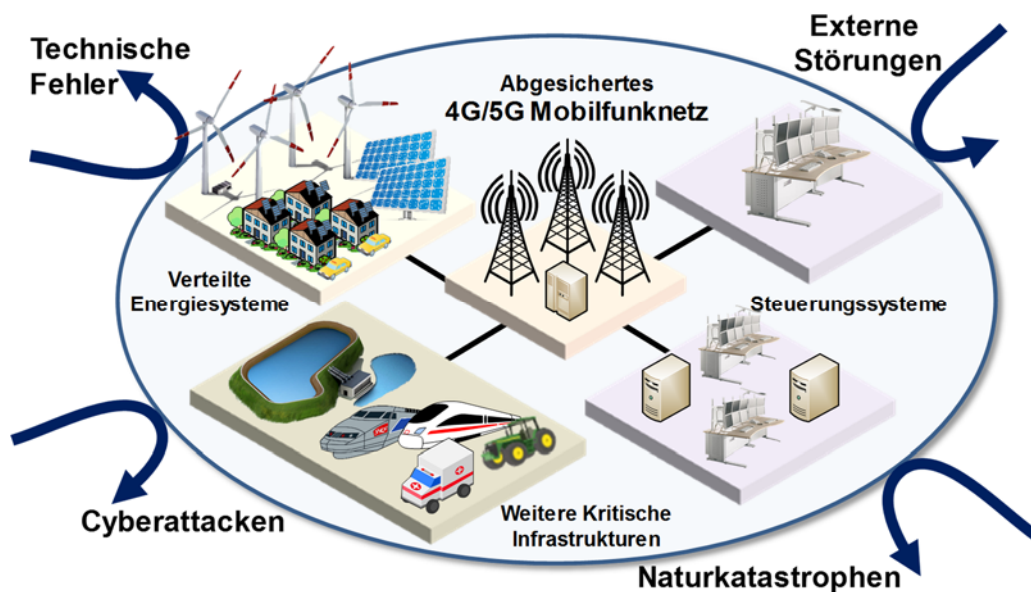 Technische
Fehler
Externe
Störungen
Abgesichertes
4G/5G Mobilfunknetz
Verteilte
Energiesysteme
Steuerungssysteme
Cyberattacken
Weitere Kritische
Infrastrukturen
Naturkatastrophen